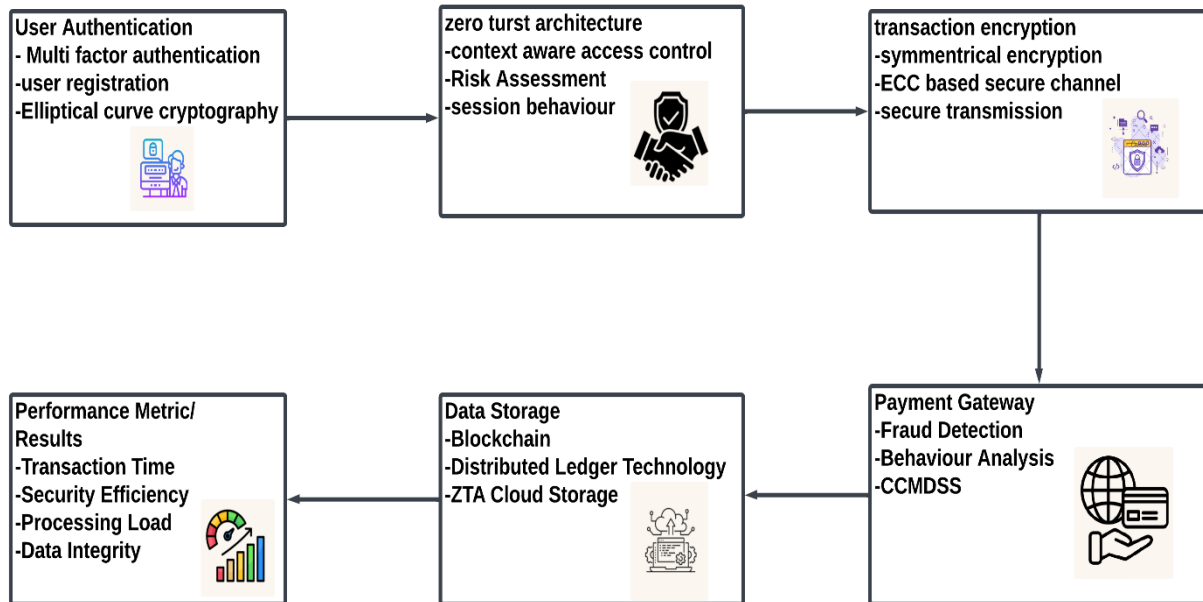 User Authentication
- Multi factor authentication
-user registration
-Elliptical curve cryptography
zero turst architecture
-context aware access control
-Risk Assessment
-session behaviour
transaction encryption
-symmentrical encryption
-ECC based secure channel
-secure transmission
Performance Metric/
Results
-Transaction Time
-Security Efficiency
-Processing Load
-Data Integrity
Data Storage
-Blockchain
-Distributed Ledger Technology
-ZTA Cloud Storage
Payment Gateway
-Fraud Detection
-Behaviour Analysis
-CCMDSS